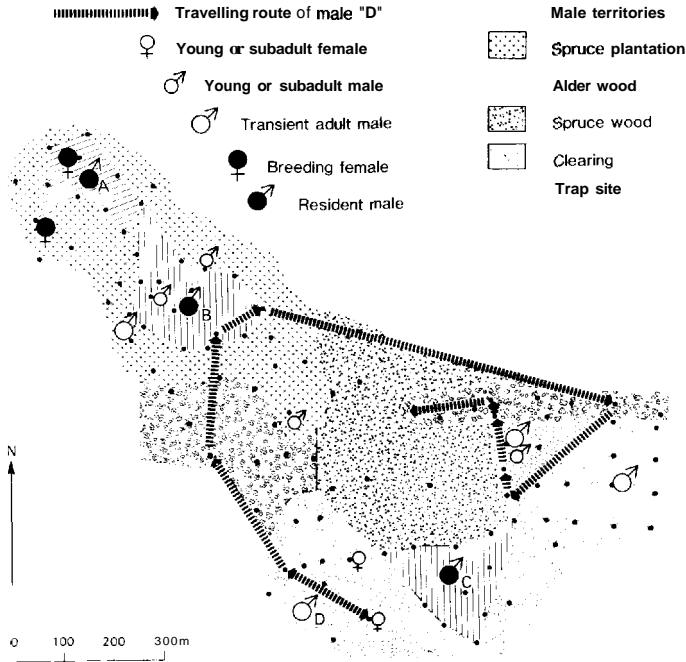 Travelling route of male "D"
Young or subadult female
Young or subadult male
Transient adult male
Breeding female
Resident male
Male territories
Spruce plantation
Alder wood
Spruce wood
Clearing
Trap site
A
B
C
D
N
0 100 200 300m